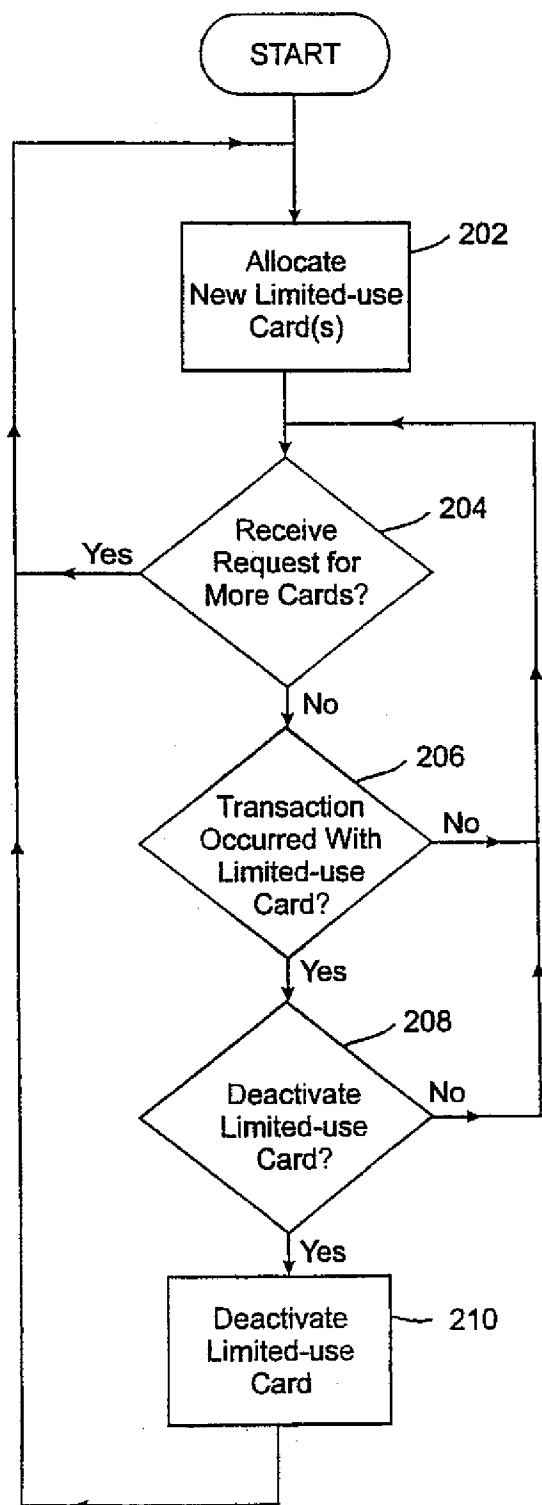 START
202
Allocate
New Limited-use
Card(s)
204
Receive
Request for
More Cards?
Yes
No
206
Transaction
Occurred With
Limited-use
Card?
No
Yes
208
Deactivate
Limited-use
Card?
No
Yes
210
Deactivate
Limited-use
Card